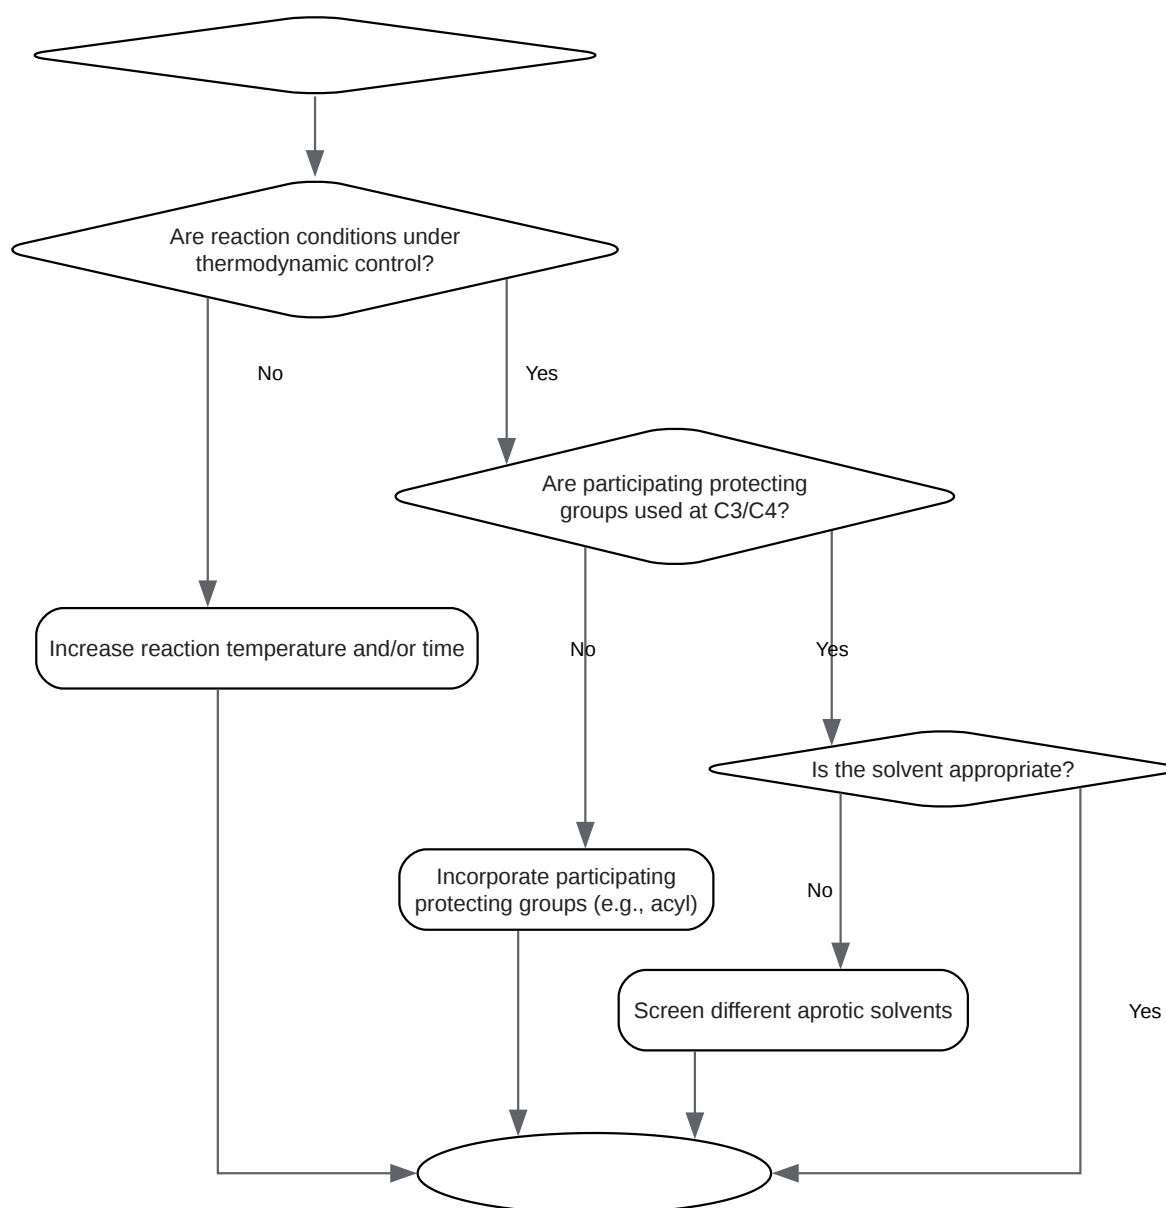 Are reaction conditions under
thermodynamic control?
No
Yes
Are participating protecting
groups used at C3/C4?
Increase reaction temperature and/or time
No
Yes
Is the solvent appropriate?
Incorporate participating
protecting groups (e.g., acyl)
No
Screen different aprotic solvents
Yes